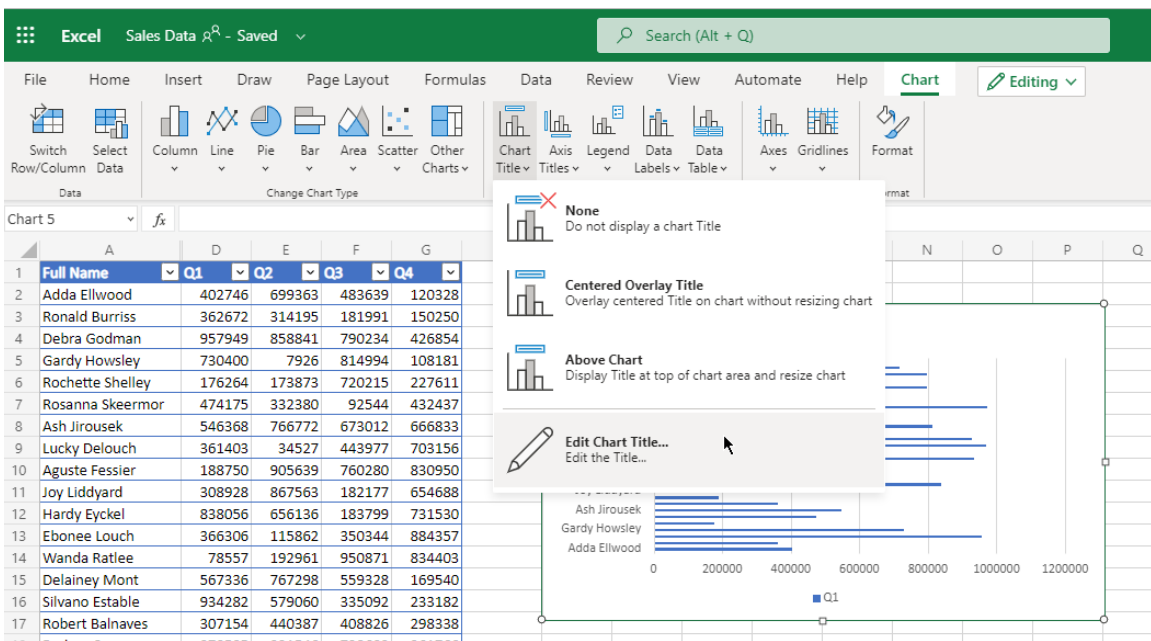 Excel Sales Data - Saved Search (Alt + Q)
File Home Insert Draw Page Layout Formulas Data Review View Automate Help Chart Editing
Switch Row/Column
Select Data
Column
Line
Pie
Bar
Area
Scatter
Other Charts
Chart Title
Axis Titles
Legend
Data Labels
Data Table
Axes
Gridlines
Format
Data Change Chart Type rmat
Chart 5 fx
None
Do not display a chart Title
Centered Overlay Title
Overlay centered Title on chart without resizing chart
Above Chart
Display Title at top of chart area and resize chart
Edit Chart Title...
Edit the Title...
A D E F G N O P Q
1 Full Name Q1 Q2 Q3 Q4
2 Adda Ellwood 402746 699363 483639 120328
3 Ronald Burriss 362672 314195 181991 150250
4 Debra Godman 957949 858841 790234 426854
5 Gardy Howsley 730400 7926 814994 108181
6 Rochette Shelley 176264 173873 720215 227611
7 Rosanna Skeermor 474175 332380 92544 432437
8 Ash Jirousek 546368 766772 673012 666833
9 Lucky Delouch 361403 34527 443977 703156
10 Aguste Fessier 188750 905639 760280 830950
11 Joy Liddyard 308928 867563 182177 654688
12 Hardy Eyckel 838056 656136 183799 731530
13 Ebonee Louch 366306 115862 350344 884357
14 Wanda Ratlee 78557 192961 950871 834403
15 Delainey Mont 567336 767298 559328 169540
16 Silvano Estable 934282 579060 335092 233182
17 Robert Balnaves 307154 440387 408826 298338
Ash Jirousek
Gardy Howsley
Adda Ellwood
0 200000 400000 600000 800000 1000000 1200000
Q1